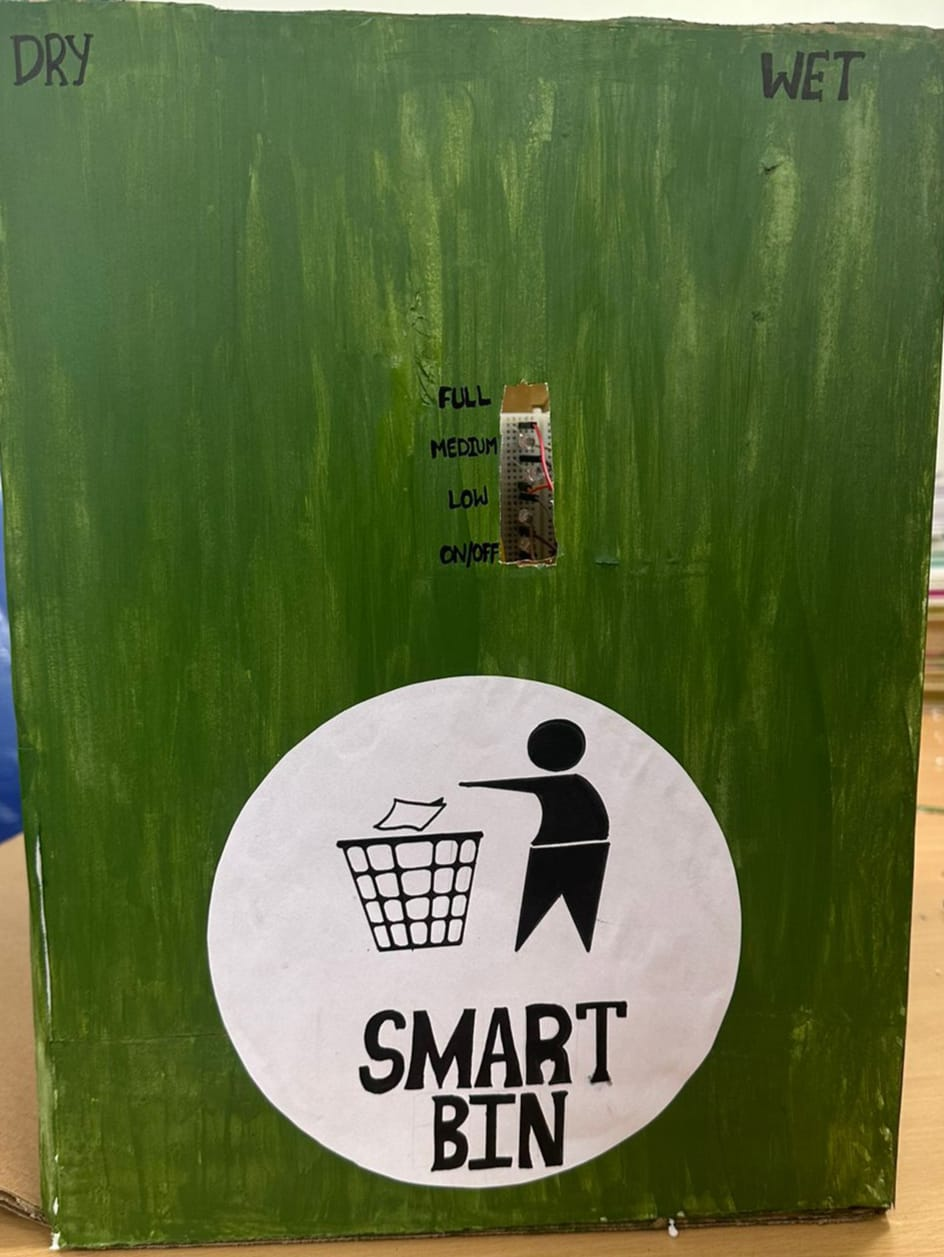 DRY
WET
FULL
MEDIUM
LOW
ON/OFF
SMART
BIN